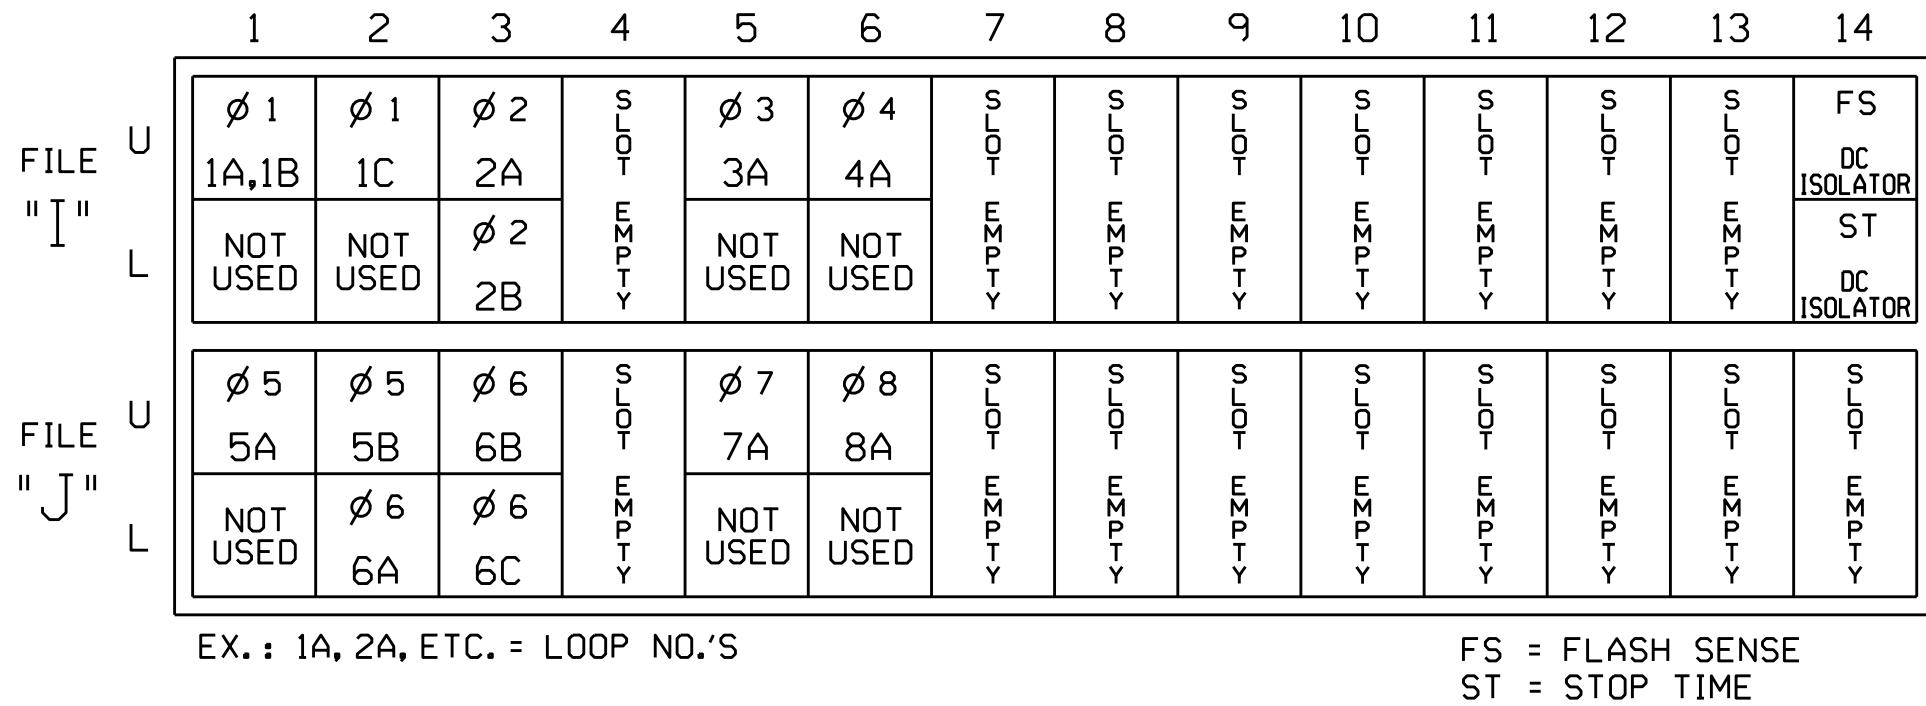 1 2 3 4 5 6 7 8 9 10 11 12 13 14
FILE "I"
U
Ø 1 Ø 1 Ø 2 SLOT EMPTY Ø 3 Ø 4 SLOT EMPTY SLOT EMPTY SLOT EMPTY SLOT EMPTY SLOT EMPTY SLOT EMPTY SLOT EMPTY FS
1A,1B 1C 2A 3A 4A DC ISOLATOR
L
NOT USED NOT USED Ø 2 NOT USED NOT USED ST
2B DC ISOLATOR
FILE "J"
U
Ø 5 Ø 5 Ø 6 SLOT EMPTY Ø 7 Ø 8 SLOT EMPTY SLOT EMPTY SLOT EMPTY SLOT EMPTY SLOT EMPTY SLOT EMPTY SLOT EMPTY SLOT EMPTY
5A 5B 6B 7A 8A
L
NOT USED Ø 6 Ø 6 NOT USED NOT USED
6A 6C
EX.: 1A, 2A, ETC. = LOOP NO.'S
FS = FLASH SENSE
ST = STOP TIME